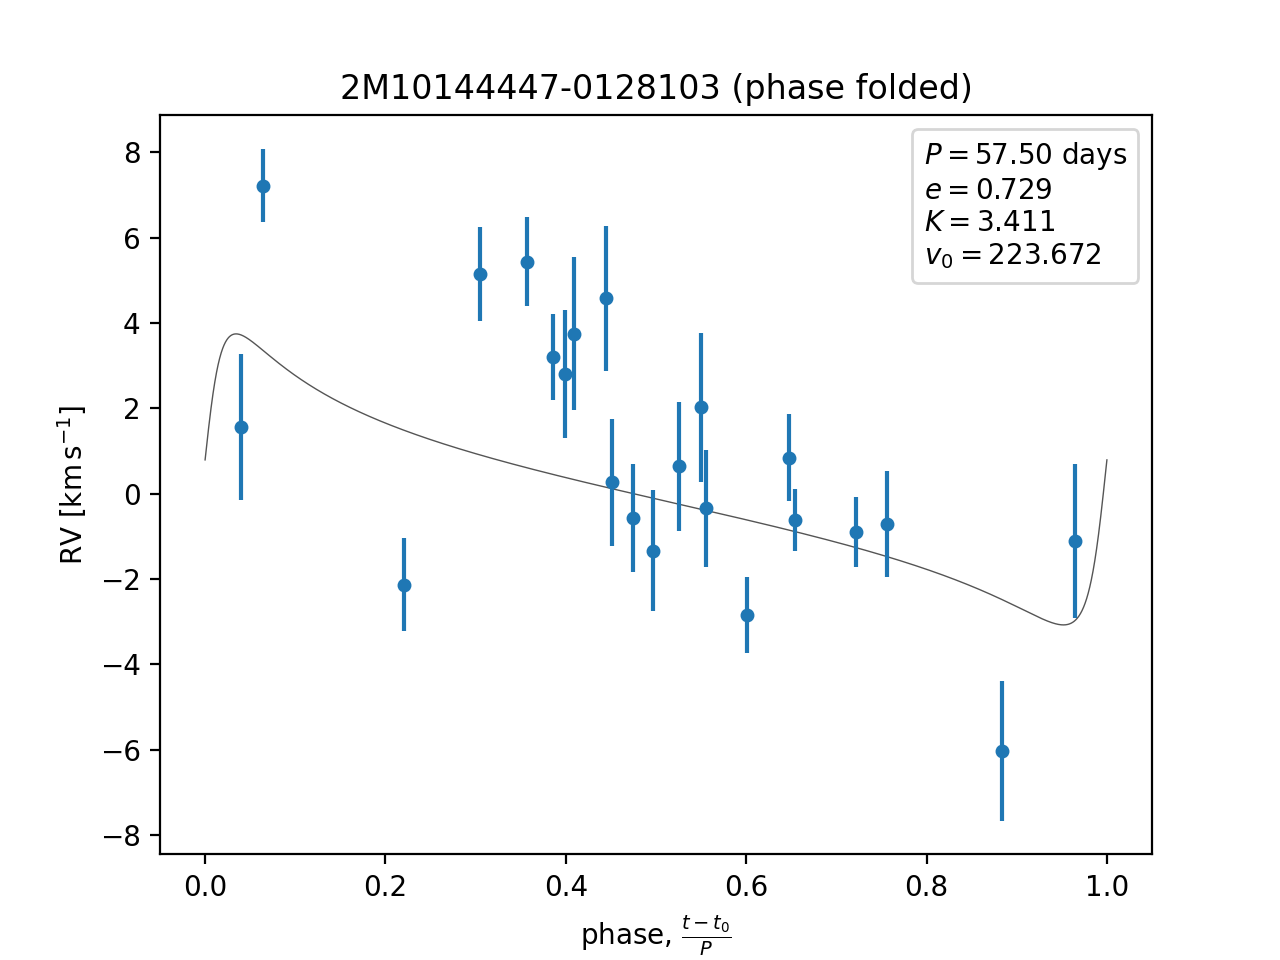 2M10144447-0128103 (phase folded)
P = 57.50 days
e = 0.729
K = 3.411
v₀ = 223.672
8
6
4
2
0
−2
−4
−6
−8
RV [km s⁻¹]
0.0 0.2 0.4 0.6 0.8 1.0
phase, (t − t₀)/P